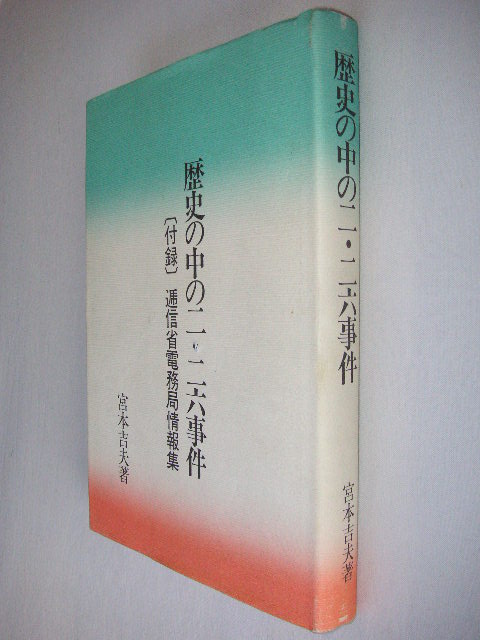 歴史の中の二・二六事件
〔付録〕 逓信省電務局情報集
宮本吉夫著
歴史の中の二・二六事件
宮本吉夫著